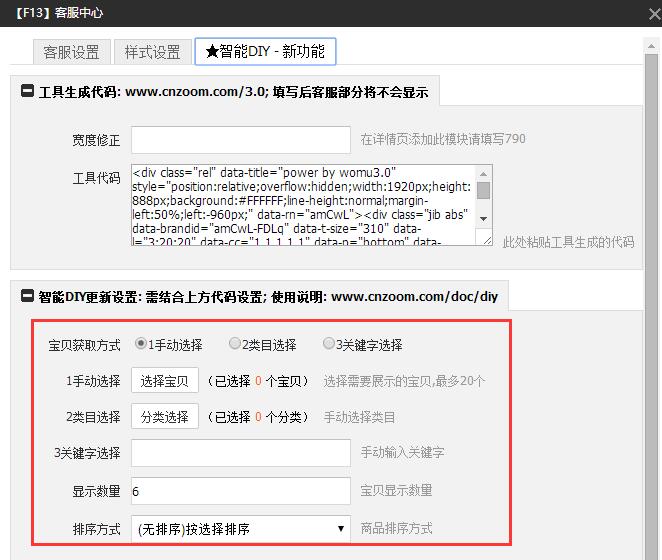 【F13】客服中心
客服设置 样式设置 ★智能DIY - 新功能
工具生成代码: www.cnzoom.com/3.0; 填写后客服部分将不会显示
宽度修正 在详情页添加此模块请填写790
工具代码
<div class="rel" data-title="power by womu3.0"
style="position:relative;overflow:hidden;width:1920px;height:
888px;background:#FFFFFF;line-height:normal;margin-
left:50%;left:-960px;" data-rn="amCwL"><div class="jib abs"
data-brandid="amCwL-FDLq" data-t-size="310" data-
l="3:20:20" data-cc="1,1,1,1,1" data-p="bottom" data-
此处粘贴工具生成的代码
智能DIY更新设置: 需结合上方代码设置; 使用说明: www.cnzoom.com/doc/diy
宝贝获取方式 1手动选择 2类目选择 3关键字选择
1手动选择 选择宝贝 (已选择 0 个宝贝) 选择需要展示的宝贝,最多20个
2类目选择 分类选择 (已选择 0 个分类) 手动选择类目
3关键字选择 手动输入关键字
显示数量 6 宝贝显示数量
排序方式 (无排序)按选择排序 商品排序方式